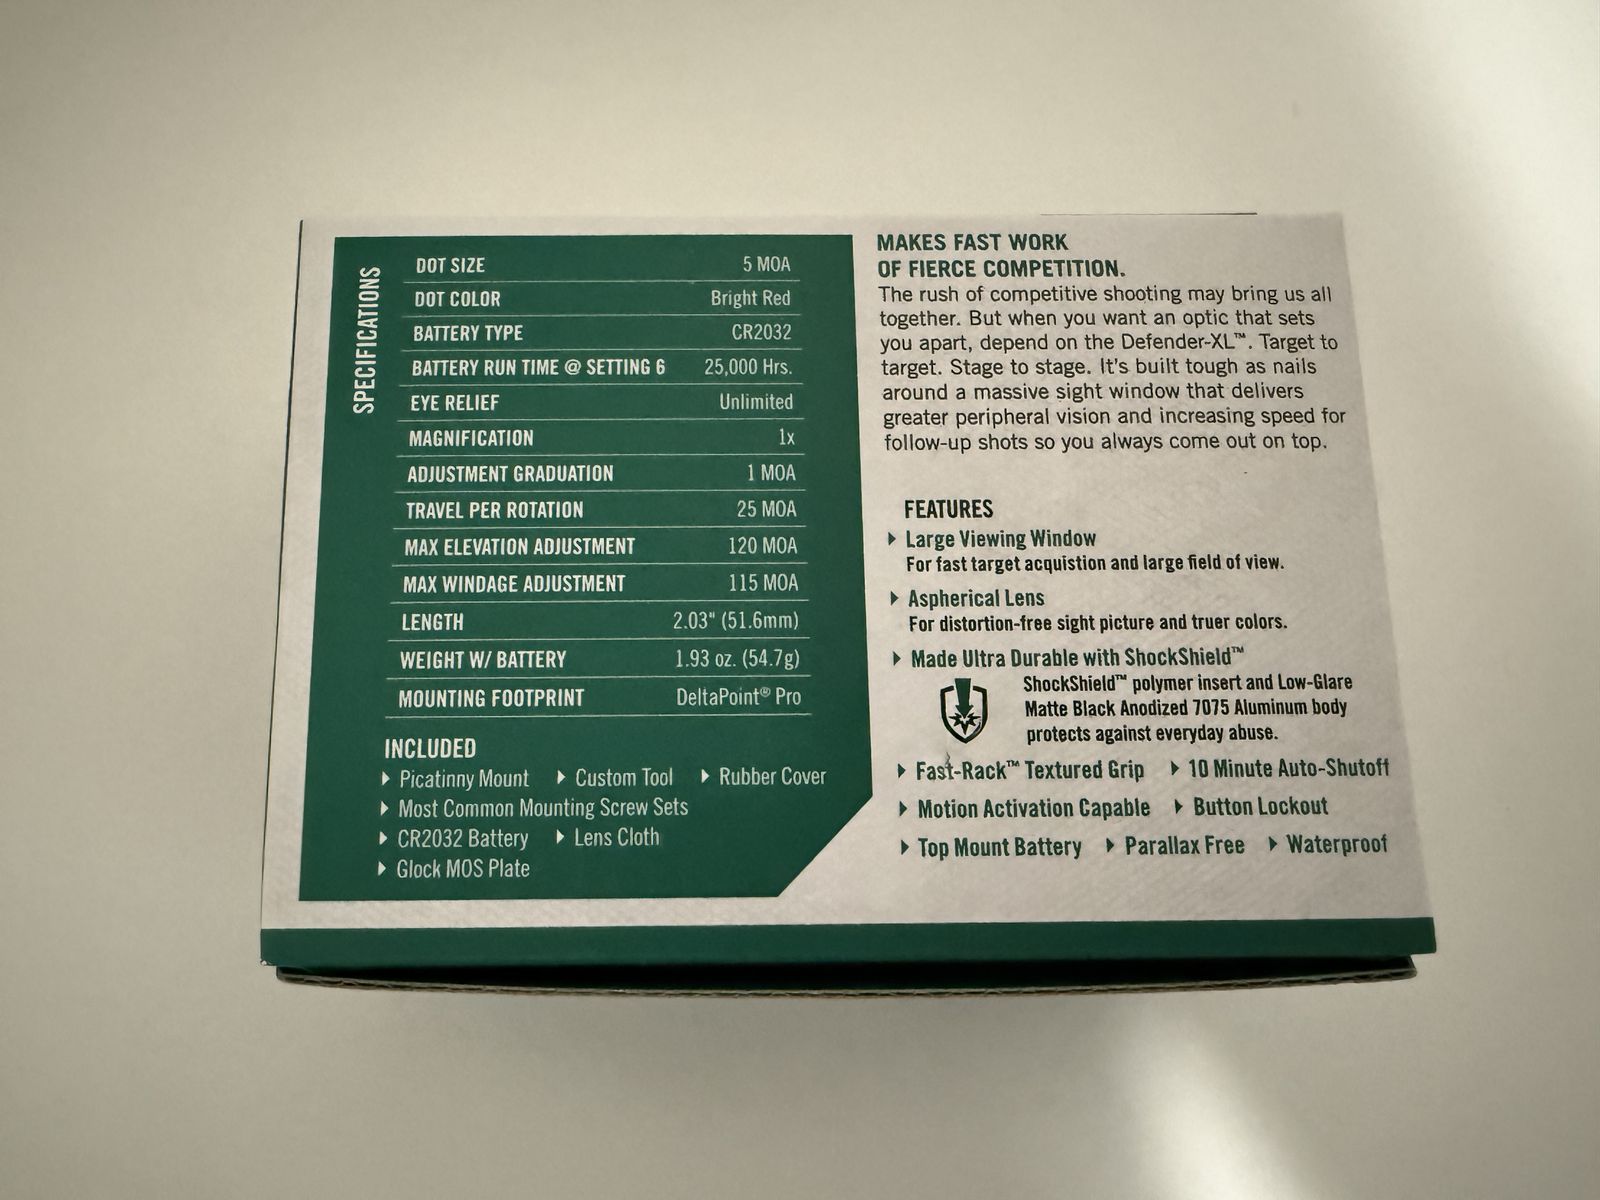 SPECIFICATIONS
DOT SIZE 5 MOA
DOT COLOR Bright Red
BATTERY TYPE CR2032
BATTERY RUN TIME @ SETTING 6 25,000 Hrs.
EYE RELIEF Unlimited
MAGNIFICATION 1x
ADJUSTMENT GRADUATION 1 MOA
TRAVEL PER ROTATION 25 MOA
MAX ELEVATION ADJUSTMENT 120 MOA
MAX WINDAGE ADJUSTMENT 115 MOA
LENGTH 2.03" (51.6mm)
WEIGHT W/ BATTERY 1.93 oz. (54.7g)
MOUNTING FOOTPRINT DeltaPoint® Pro
INCLUDED
Picatinny Mount Custom Tool Rubber Cover
Most Common Mounting Screw Sets
CR2032 Battery Lens Cloth
Glock MOS Plate
MAKES FAST WORK
OF FIERCE COMPETITION.
The rush of competitive shooting may bring us all
together. But when you want an optic that sets
you apart, depend on the Defender-XL™. Target to
target. Stage to stage. It's built tough as nails
around a massive sight window that delivers
greater peripheral vision and increasing speed for
follow-up shots so you always come out on top.
FEATURES
Large Viewing Window
For fast target acquistion and large field of view.
Aspherical Lens
For distortion-free sight picture and truer colors.
Made Ultra Durable with ShockShield™
ShockShield™ polymer insert and Low-Glare
Matte Black Anodized 7075 Aluminum body
protects against everyday abuse.
Fast-Rack™ Textured Grip 10 Minute Auto-Shutoff
Motion Activation Capable Button Lockout
Top Mount Battery Parallax Free Waterproof